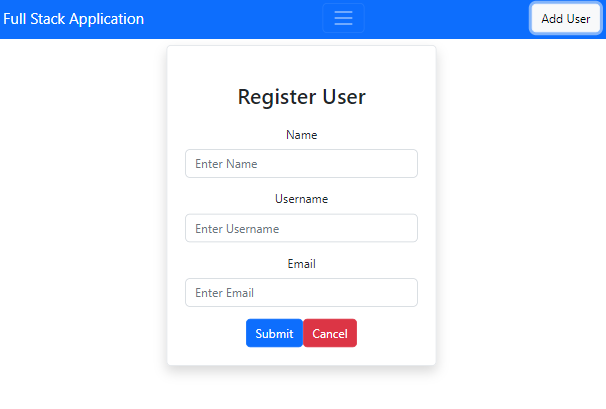 Full Stack Application
Add User
Register User
Name
Enter Name
Username
Enter Username
Email
Enter Email
Submit Cancel